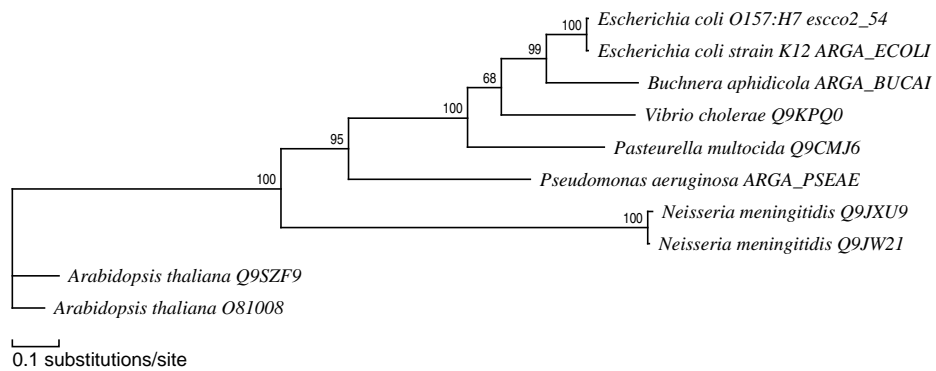 100
Escherichia coli O157:H7 escco2_54
99
Escherichia coli strain K12 ARGA_ECOLI
68
Buchnera aphidicola ARGA_BUCAI
100
Vibrio cholerae Q9KPQ0
95
Pasteurella multocida Q9CMJ6
100
Pseudomonas aeruginosa ARGA_PSEAE
100
Neisseria meningitidis Q9JXU9
Neisseria meningitidis Q9JW21
Arabidopsis thaliana Q9SZF9
Arabidopsis thaliana O81008
0.1 substitutions/site